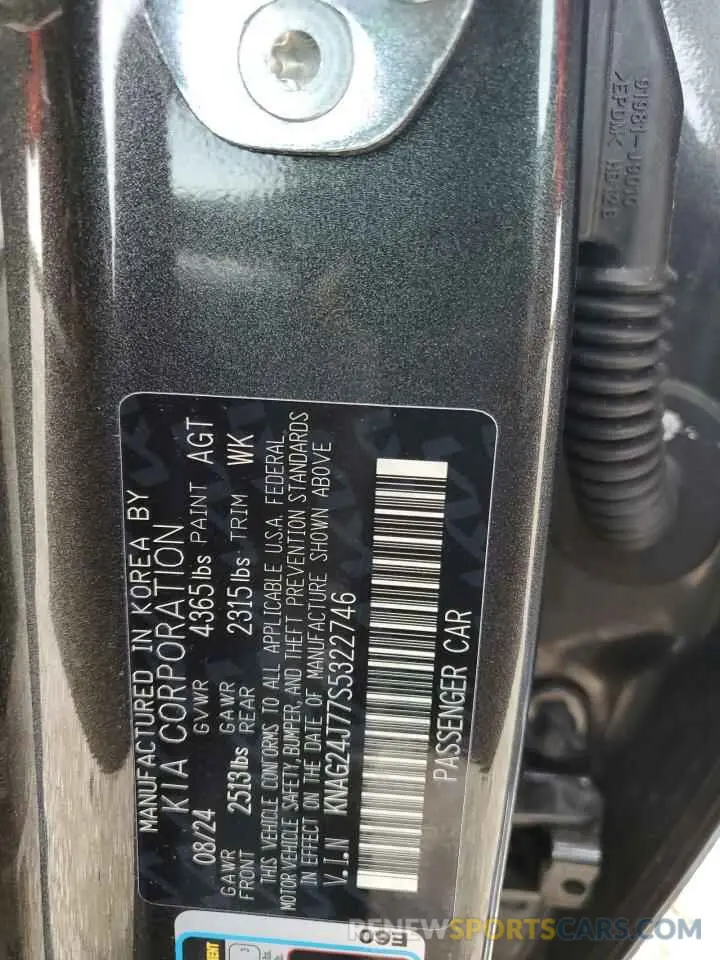 MANUFACTURED IN KOREA BY
KIA CORPORATION
08/24 GVWR 4365lbs PAINT AGT
GAWR FRONT 2513lbs GAWR REAR 2315lbs TRIM WK
THIS VEHICLE CONFORMS TO ALL APPLICABLE U.S.A. FEDERAL
MOTOR VEHICLE SAFETY, BUMPER, AND THEFT PREVENTION STANDARDS
IN EFFECT ON THE DATE OF MANUFACTURE SHOWN ABOVE
V.I.N KNAG24J77S5322746
PASSENGER CAR
E60
RENEWSPORTSCARS.COM